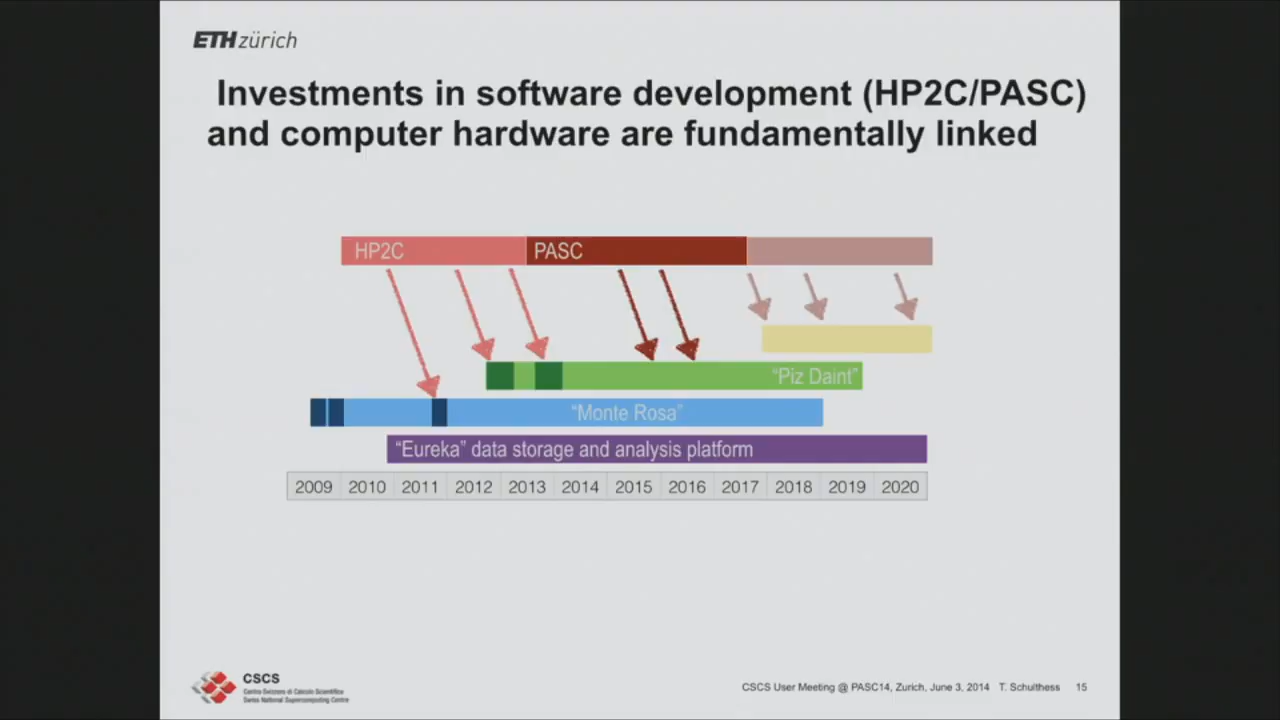 ETH zürich
Investments in software development (HP2C/PASC)
and computer hardware are fundamentally linked
HP2C PASC
"Piz Daint"
"Monte Rosa"
"Eureka" data storage and analysis platform
2009 2010 2011 2012 2013 2014 2015 2016 2017 2018 2019 2020
CSCS
Centro Svizzero di Calcolo Scientifico
Swiss National Supercomputing Centre
CSCS User Meeting @ PASC14, Zurich, June 3, 2014 T. Schulthess 15